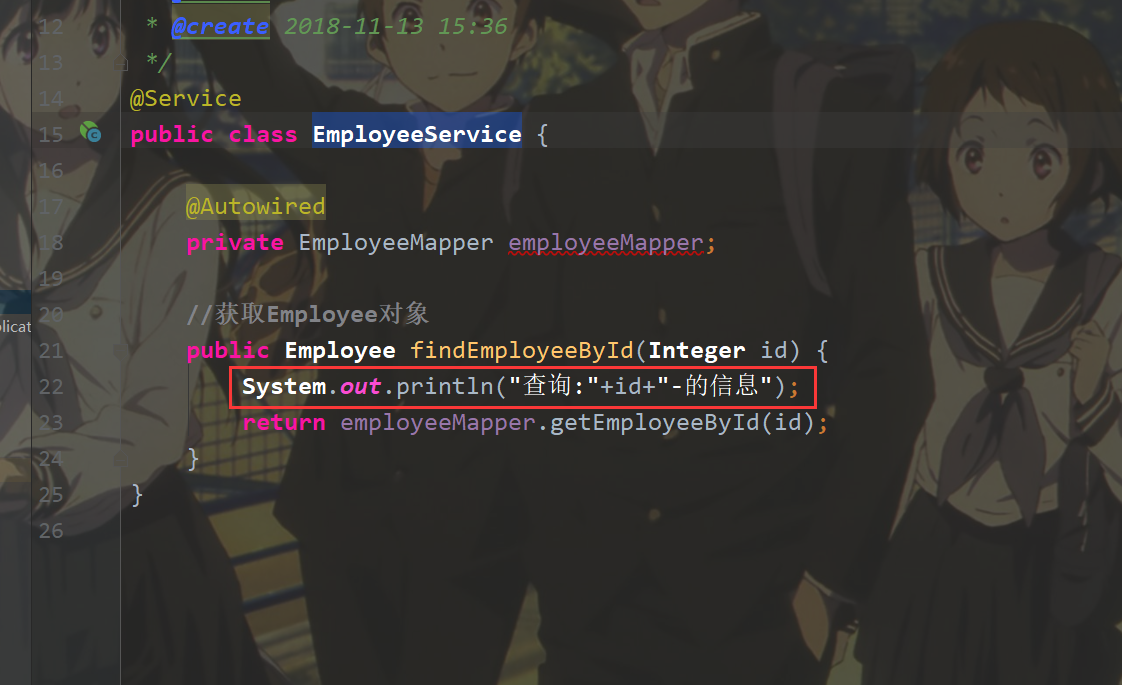 12 * @create 2018-11-13 15:36
13 */
14 @Service
15 public class EmployeeService {
16
17 @Autowired
18 private EmployeeMapper employeeMapper;
19
20 //获取Employee对象
plicat
21 public Employee findEmployeeById(Integer id) {
22 System.out.println("查询:"+id+"-的信息");
23 return employeeMapper.getEmployeeById(id);
24 }
25 }
26